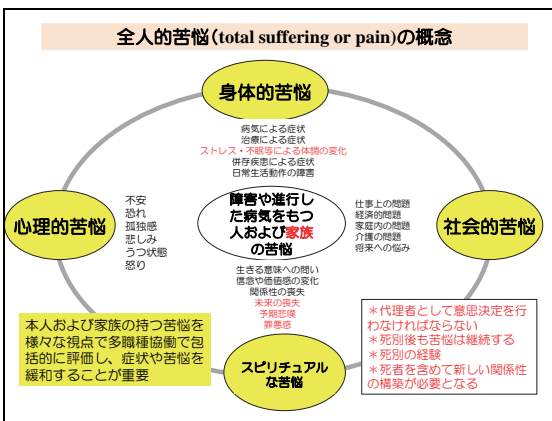 全人的苦悩(total suffering or pain)の概念
身体的苦悩
病気による症状
治療による症状
ストレス・不眠等による体調の変化
併存疾患による症状
日常生活動作の障害
心理的苦悩
不安
恐れ
孤独感
悲しみ
うつ状態
怒り
障害や進行し
た病気をもつ
人および家族
の苦悩
仕事上の問題
経済的問題
家庭内の問題
介護の問題
将来への悩み
社会的苦悩
生きる意味への問い
信念や価値感の変化
関係性の喪失
未来の喪失
予期悲嘆
罪悪感
スピリチュアル
な苦悩
本人および家族の持つ苦悩を
様々な視点で多職種協働で包
括的に評価し、症状や苦悩を
緩和することが重要
＊代理者として意思決定を行
わなければならない
＊死別後も苦悩は継続する
＊死別の経験
＊死者を含めて新しい関係性
の構築が必要となる